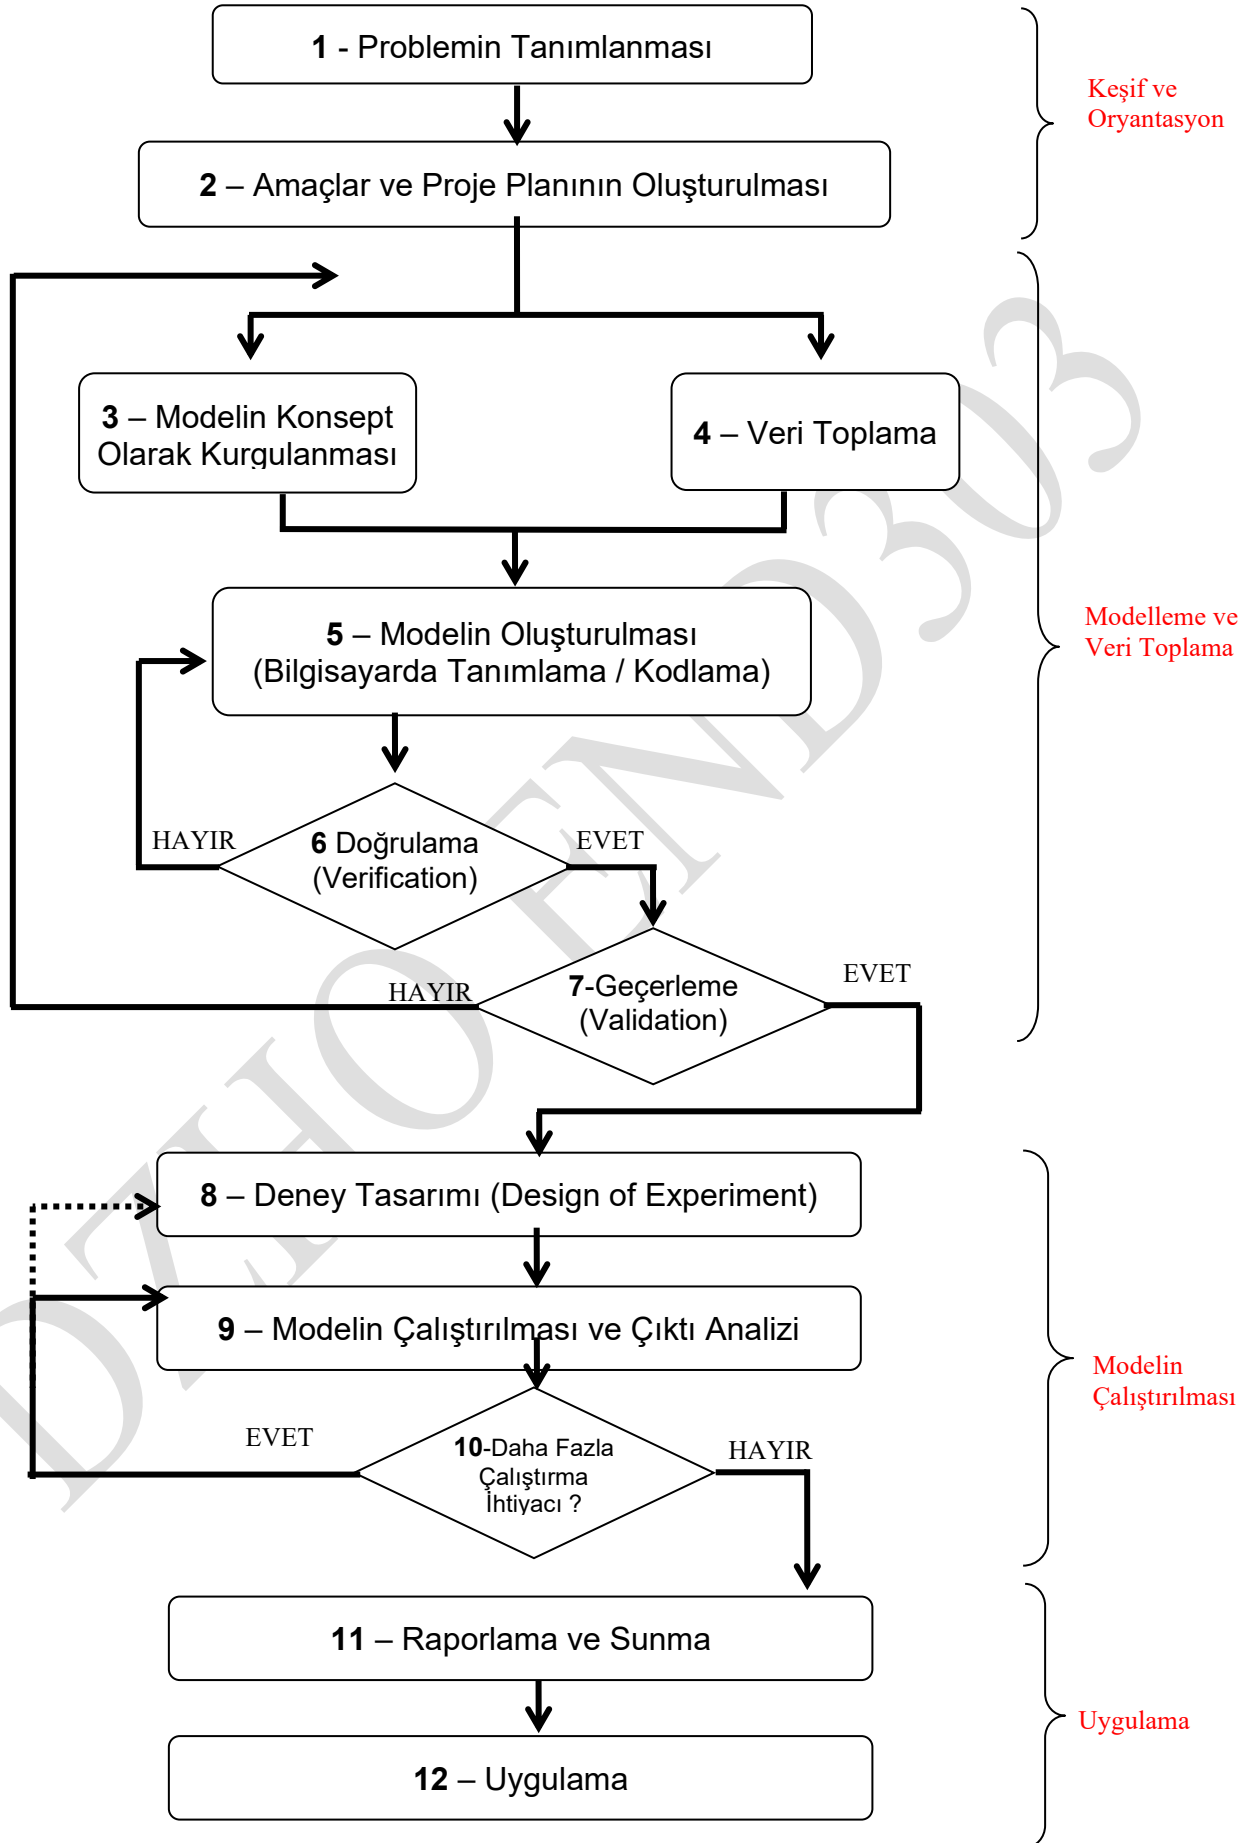 1 - Problemin Tanımlanması
Keşif ve
Oryantasyon
2 – Amaçlar ve Proje Planının Oluşturulması
3 – Modelin Konsept
Olarak Kurgulanması
4 – Veri Toplama
5 – Modelin Oluşturulması
(Bilgisayarda Tanımlama / Kodlama)
Modelleme ve
Veri Toplama
HAYIR
6 Doğrulama
(Verification)
EVET
HAYIR
7-Geçerleme
(Validation)
EVET
8 – Deney Tasarımı (Design of Experiment)
9 – Modelin Çalıştırılması ve Çıktı Analizi
Modelin
Çalıştırılması
EVET
10-Daha Fazla
Çalıştırma
İhtiyacı ?
HAYIR
11 – Raporlama ve Sunma
Uygulama
12 – Uygulama
DZHO END303